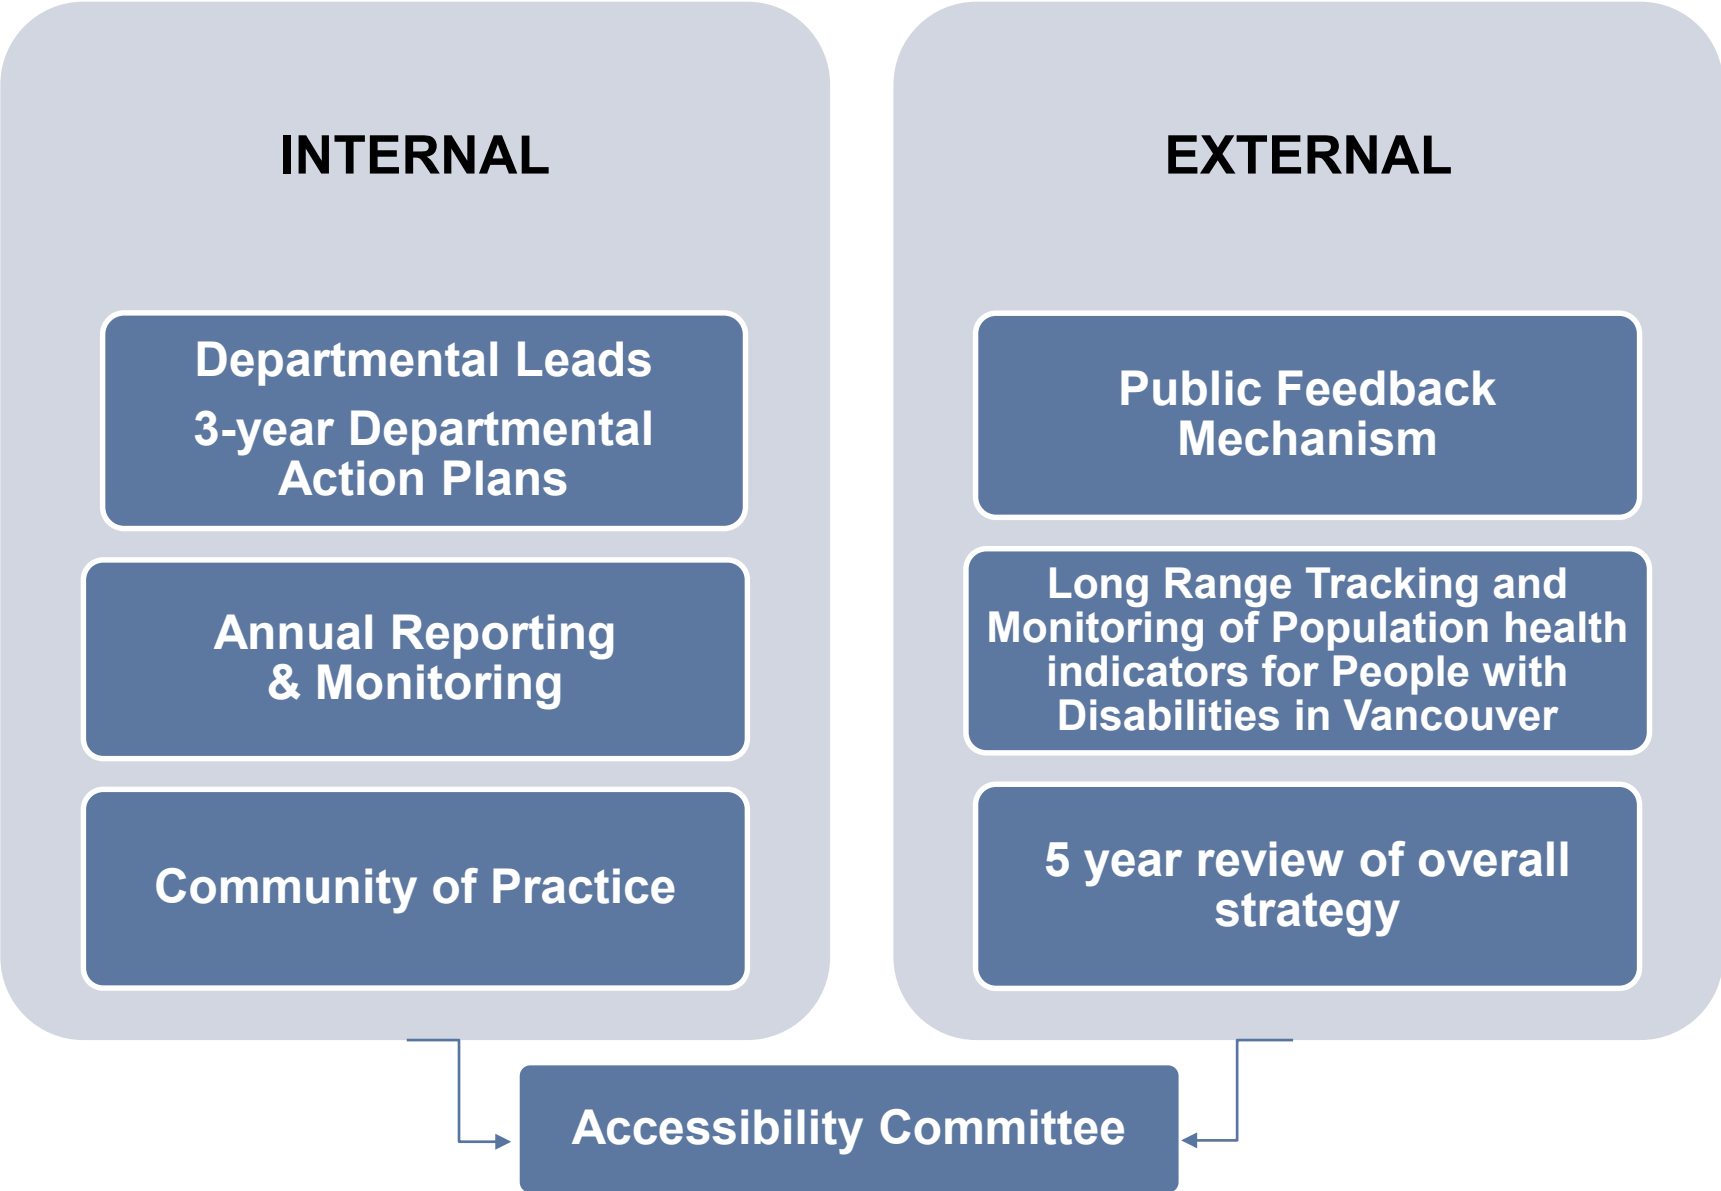 INTERNAL
Departmental Leads
3-year Departmental
Action Plans
Annual Reporting
& Monitoring
Community of Practice
EXTERNAL
Public Feedback
Mechanism
Long Range Tracking and
Monitoring of Population health
indicators for People with
Disabilities in Vancouver
5 year review of overall
strategy
Accessibility Committee